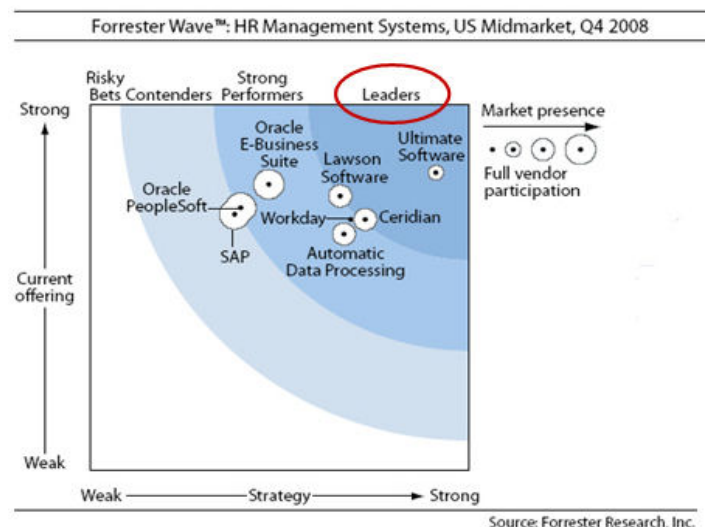 Forrester Wave™: HR Management Systems, US Midmarket, Q4 2008
Risky
Bets
Contenders
Strong
Performers
Leaders
Strong
Market presence
Full vendor
participation
Oracle
E-Business
Suite
Ultimate
Software
Lawson
Software
Oracle
PeopleSoft
Workday
Ceridian
SAP
Automatic
Data Processing
Current
offering
Weak
Weak
Strategy
Strong
Source: Forrester Research, Inc.